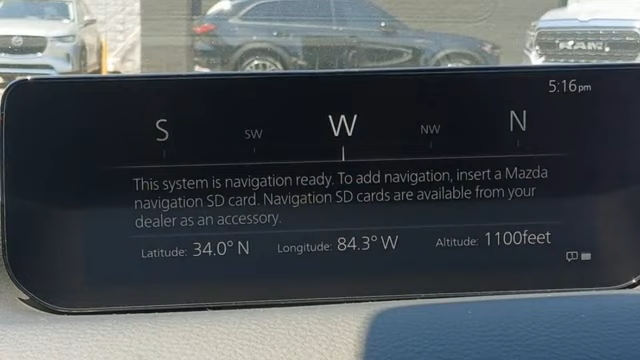 RAM
5:16pm
S SW W NW N
This system is navigation ready. To add navigation, insert a Mazda
navigation SD card. Navigation SD cards are available from your
dealer as an accessory.
Latitude: 34.0° N Longitude: 84.3° W Altitude: 1100feet